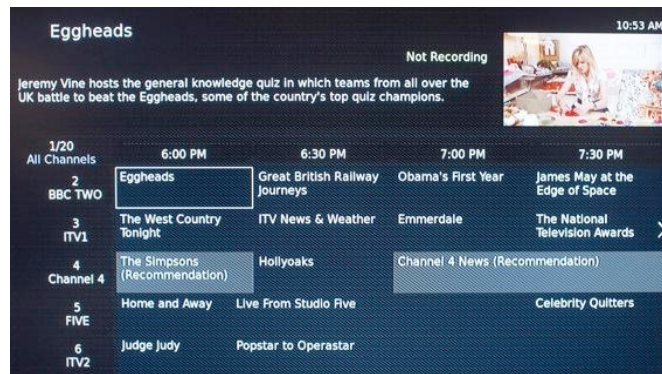 Eggheads
10:53 AM
Not Recording
Jeremy Vine hosts the general knowledge quiz in which teams from all over the
UK battle to beat the Eggheads, some of the country's top quiz champions.
1/20
All Channels
6:00 PM
6:30 PM
7:00 PM
7:30 PM
2
BBC TWO
Eggheads
Great British Railway
Journeys
Obama's First Year
James May at the
Edge of Space
3
ITV1
The West Country
Tonight
ITV News & Weather
Emmerdale
The National
Television Awards
4
Channel 4
The Simpsons
(Recommendation)
Hollyoaks
Channel 4 News (Recommendation)
5
FIVE
Home and Away
Live From Studio Five
Celebrity Quitters
6
ITV2
Judge Judy
Popstar to Operastar